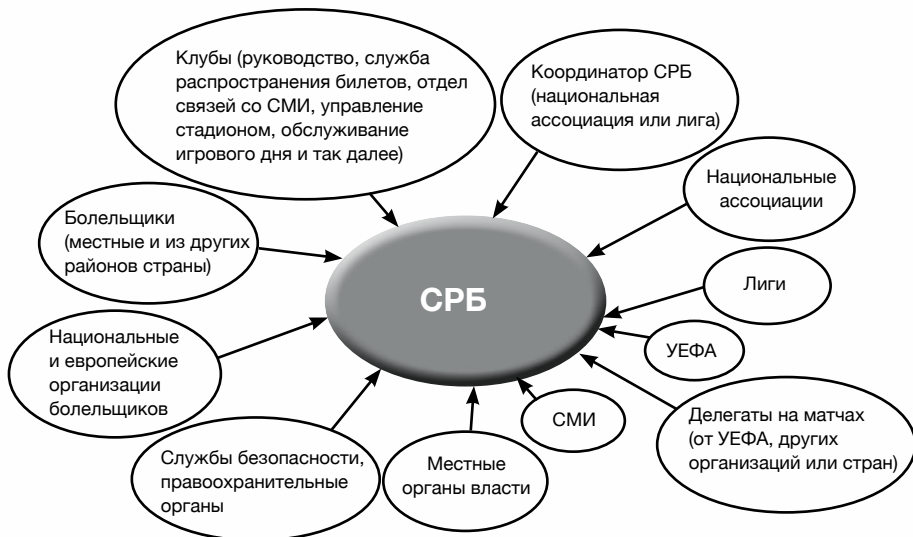 Клубы (руководство, служба
распространения билетов, отдел
связей со СМИ, управление
стадионом, обслуживание
игрового дня и так далее)
Координатор СРБ
(национальная
ассоциация или лига)
Национальные
ассоциации
Болельщики
(местные и из других
районов страны)
СРБ
Лиги
УЕФА
Национальные
и европейские
организации
болельщиков
СМИ
Делегаты на матчах
(от УЕФА, других
организаций или стран)
Службы безопасности,
правоохранительные
органы
Местные
органы власти